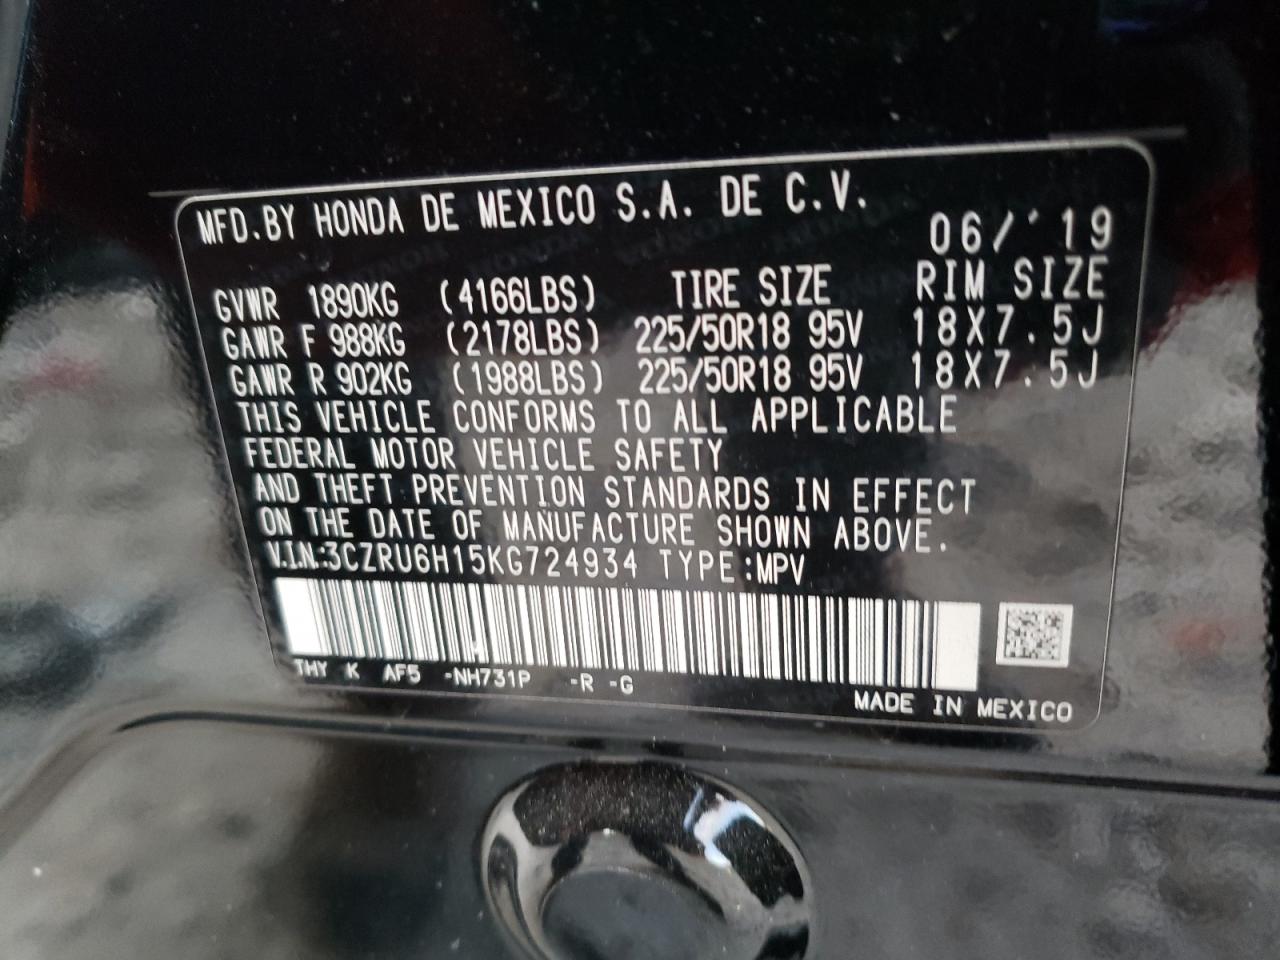 MFD.BY HONDA DE MEXICO S.A. DE C.V.
06/'19
GVWR 1890KG (4166LBS) TIRE SIZE RIM SIZE
GAWR F 988KG (2178LBS) 225/50R18 95V 18X7.5J
GAWR R 902KG (1988LBS) 225/50R18 95V 18X7.5J
THIS VEHICLE CONFORMS TO ALL APPLICABLE
FEDERAL MOTOR VEHICLE SAFETY
AND THEFT PREVENTION STANDARDS IN EFFECT
ON THE DATE OF MANUFACTURE SHOWN ABOVE.
V.I.N:3CZRU6H15KG724934 TYPE:MPV
THY K AF5 -NH731P -R -G
MADE IN MEXICO